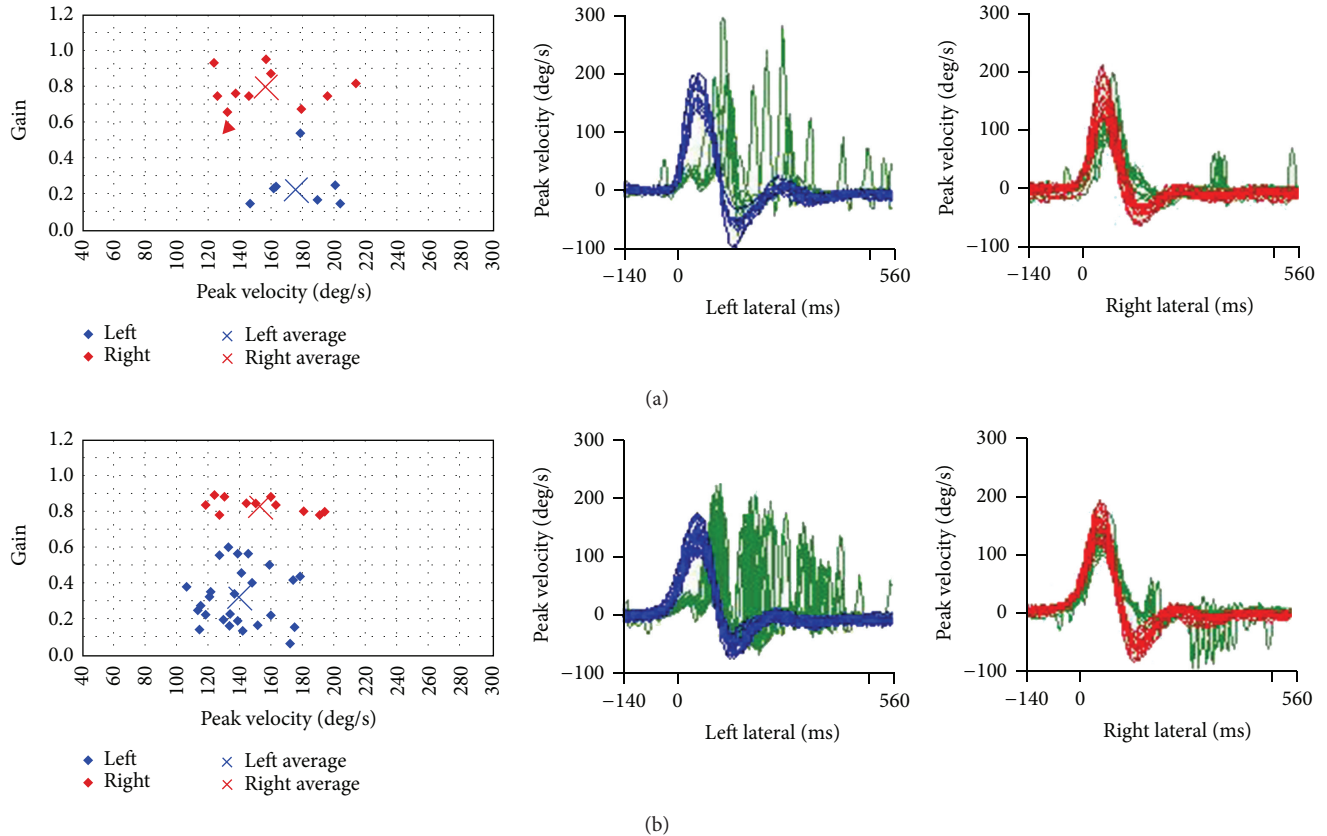 1.2
1.0
0.8
0.6
0.4
0.2
0.0
Gain
40 60 80 100 120 140 160 180 200 220 240 260 280 300
Peak velocity (deg/s)
Left
Right
Left average
Right average
300
200
100
0
−100
Peak velocity (deg/s)
−140 0 560
Left lateral (ms)
300
200
100
0
−100
Peak velocity (deg/s)
−140 0 560
Right lateral (ms)
(a)
1.2
1.0
0.8
0.6
0.4
0.2
0.0
Gain
40 60 80 100 120 140 160 180 200 220 240 260 280 300
Peak velocity (deg/s)
Left
Right
Left average
Right average
300
200
100
0
−100
Peak velocity (deg/s)
−140 0 560
Left lateral (ms)
300
200
100
0
−100
Peak velocity (deg/s)
−140 0 560
Right lateral (ms)
(b)